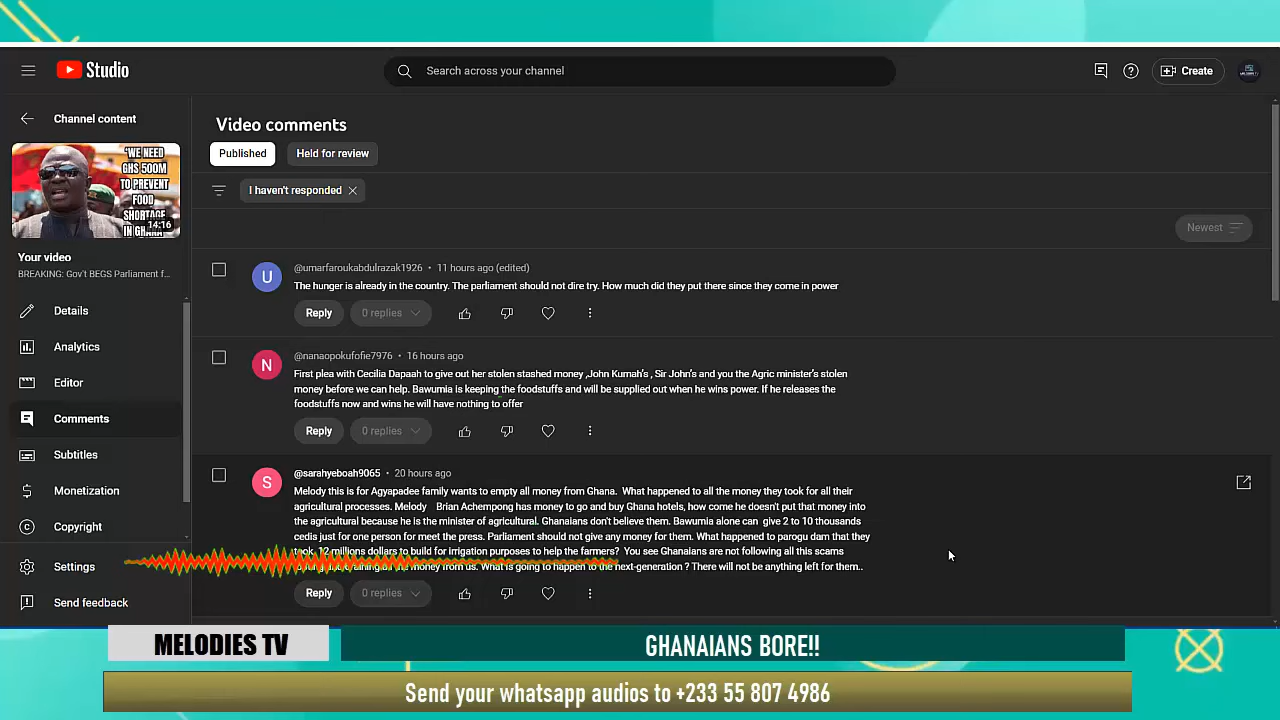 Studio
Search across your channel
Create
Channel content
'WE NEED
GHS 500M
TO PREVENT
FOOD
SHORTAGE
IN GHANA
14:16
Your video
BREAKING: Gov't BEGS Parliament f...
Details
Analytics
Editor
Comments
Subtitles
Monetization
Copyright
Settings
Send feedback
Video comments
Published
Held for review
I haven't responded
Newest
U
@umarfaroukabdulrazak1926 • 11 hours ago (edited)
The hunger is already in the country. The parliament should not dire try. How much did they put there since they come in power
Reply
0 replies
N
@nanaopokufofie7976 • 16 hours ago
First plea with Cecilia Dapaah to give out her stolen stashed money ,John Kumah's , Sir John's and you the Agric minister's stolen
money before we can help. Bawumia is keeping the foodstuffs and will be supplied out when he wins power. If he releases the
foodstuffs now and wins he will have nothing to offer
Reply
0 replies
S
@sarahyeboah9065 • 20 hours ago
Melody this is for Agyapadee family wants to empty all money from Ghana. What happened to all the money they took for all their
agricultural processes. Melody Brian Achempong has money to go and buy Ghana hotels, how come he doesn't put that money into
the agricultural because he is the minister of agricultural. Ghanaians don't believe them. Bawumia alone can give 2 to 10 thousands
cedis just for one person for meet the press. Parliament should not give any money for them. What happened to parogu dam that they
took 12 millions dollars to build for irrigation purposes to help the farmers? You see Ghanaians are not following all this scams
money from us. What is going to happen to the next-generation ? There will not be anything left for them..
Reply
0 replies
MELODIES TV
GHANAIANS BORE!!
Send your whatsapp audios to +233 55 807 4986